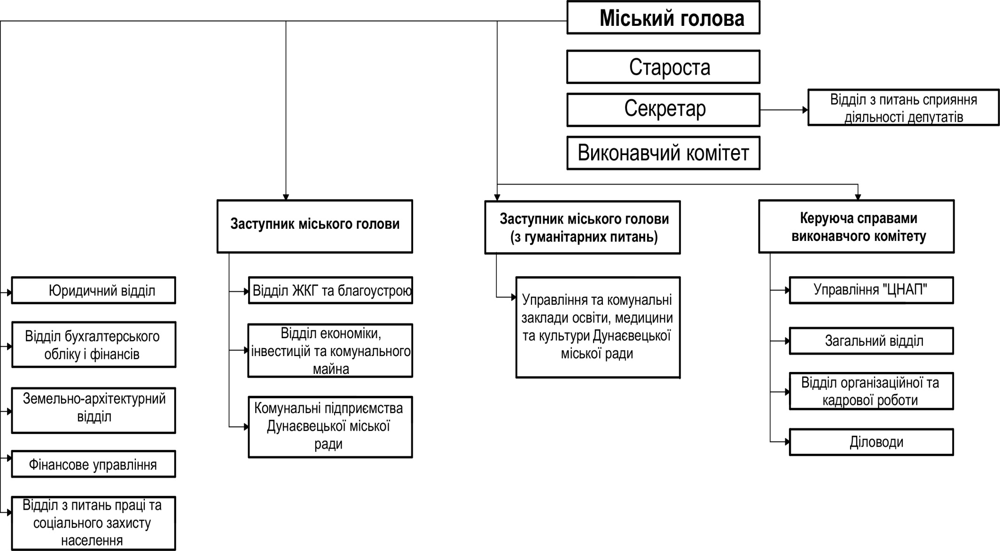 Міський голова
Староста
Секретар
Відділ з питань сприяння
діяльності депутатів
Виконавчий комітет
Заступник міського голови
Заступник міського голови
(з гуманітарних питань)
Керуюча справами
виконавчого комітету
Юридичний відділ
Відділ бухгалтерського
обліку і фінансів
Земельно-архітектурний
відділ
Фінансове управління
Відділ з питань праці та
соціального захисту
населення
Відділ ЖКГ та благоустрою
Відділ економіки,
інвестицій та комунального
майна
Комунальні підприємства
Дунаєвецької міської
ради
Управління та комунальні
заклади освіти, медицини
та культури Дунаєвецької
міської ради
Управління "ЦНАП"
Загальний відділ
Відділ організаційної та
кадрової роботи
Діловоди